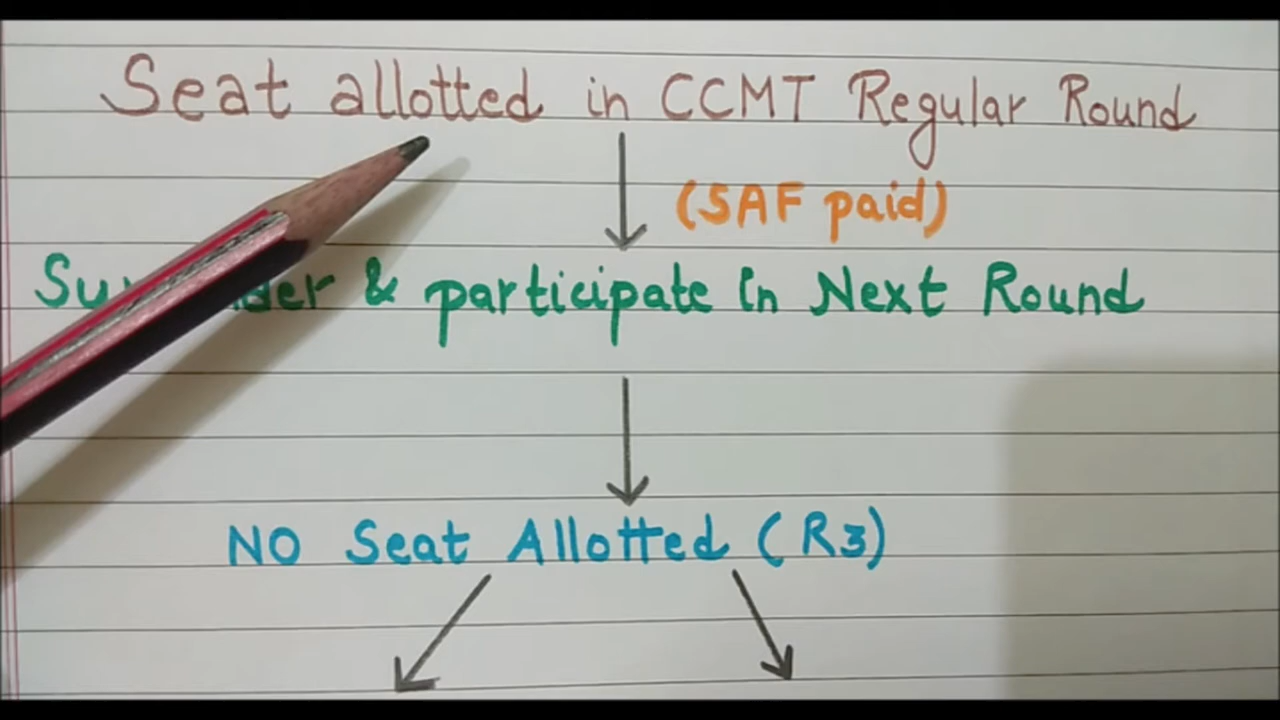 Seat allotted in CCMT Regular Round
(SAF paid)
& participate in Next Round
NO Seat Allotted (R3)